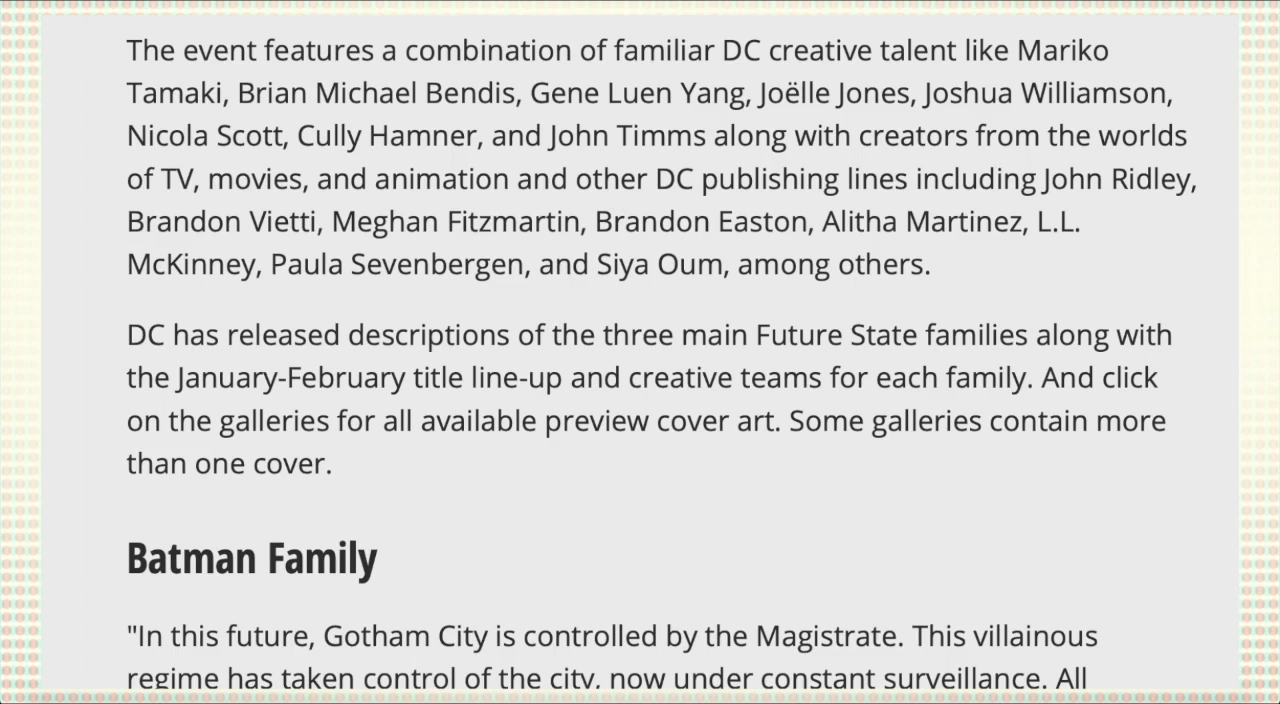 The event features a combination of familiar DC creative talent like Mariko
Tamaki, Brian Michael Bendis, Gene Luen Yang, Joëlle Jones, Joshua Williamson,
Nicola Scott, Cully Hamner, and John Timms along with creators from the worlds
of TV, movies, and animation and other DC publishing lines including John Ridley,
Brandon Vietti, Meghan Fitzmartin, Brandon Easton, Alitha Martinez, L.L.
McKinney, Paula Sevenbergen, and Siya Oum, among others.
DC has released descriptions of the three main Future State families along with
the January-February title line-up and creative teams for each family. And click
on the galleries for all available preview cover art. Some galleries contain more
than one cover.
Batman Family
"In this future, Gotham City is controlled by the Magistrate. This villainous
regime has taken control of the city, now under constant surveillance. All